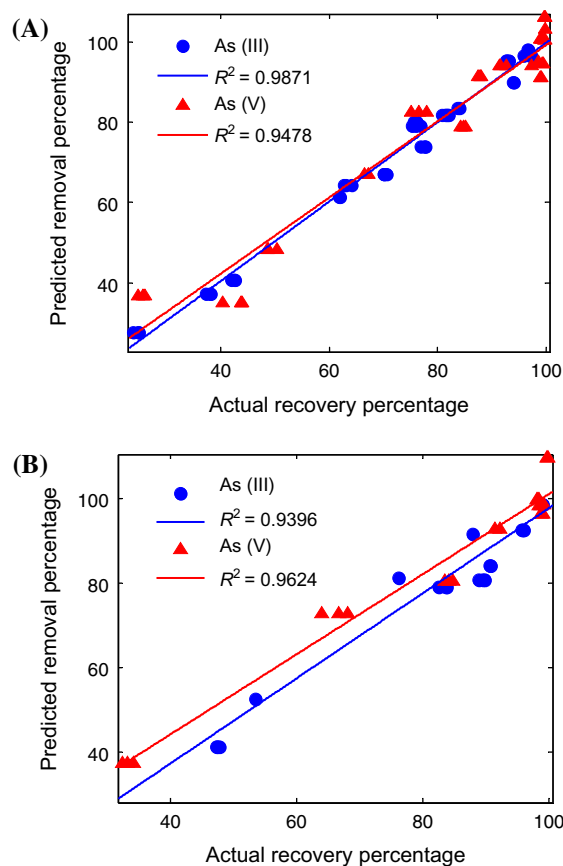 (A)
Predicted removal percentage
100
80
60
40
As (III)
R² = 0.9871
As (V)
R² = 0.9478
40 60 80 100
Actual recovery percentage
(B)
Predicted removal percentage
100
80
60
40
As (III)
R² = 0.9396
As (V)
R² = 0.9624
40 60 80 100
Actual recovery percentage